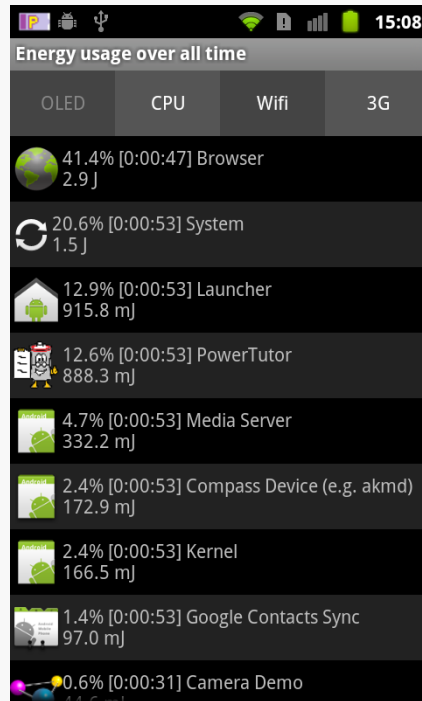 P
15:08
Energy usage over all time
OLED CPU Wifi 3G
41.4% [0:00:47] Browser
2.9 J
20.6% [0:00:53] System
1.5 J
12.9% [0:00:53] Launcher
915.8 mJ
12.6% [0:00:53] PowerTutor
888.3 mJ
4.7% [0:00:53] Media Server
332.2 mJ
2.4% [0:00:53] Compass Device (e.g. akmd)
172.9 mJ
2.4% [0:00:53] Kernel
166.5 mJ
1.4% [0:00:53] Google Contacts Sync
97.0 mJ
0.6% [0:00:31] Camera Demo